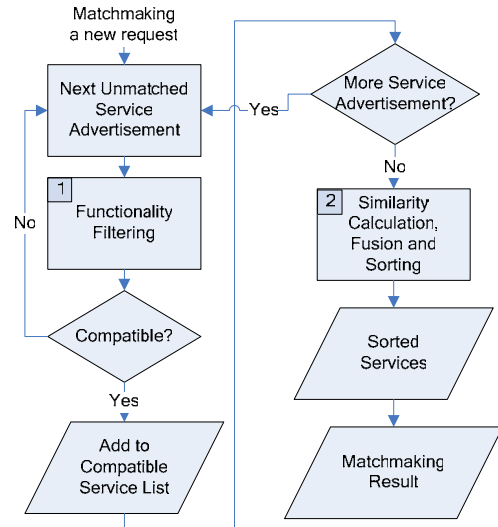 Matchmaking
a new request
Next Unmatched
Service
Advertisement
1
Functionality
Filtering
No
Compatible?
Yes
Add to
Compatible
Service List
More Service
Advertisement?
Yes
No
2
Similarity
Calculation,
Fusion and
Sorting
Sorted
Services
Matchmaking
Result